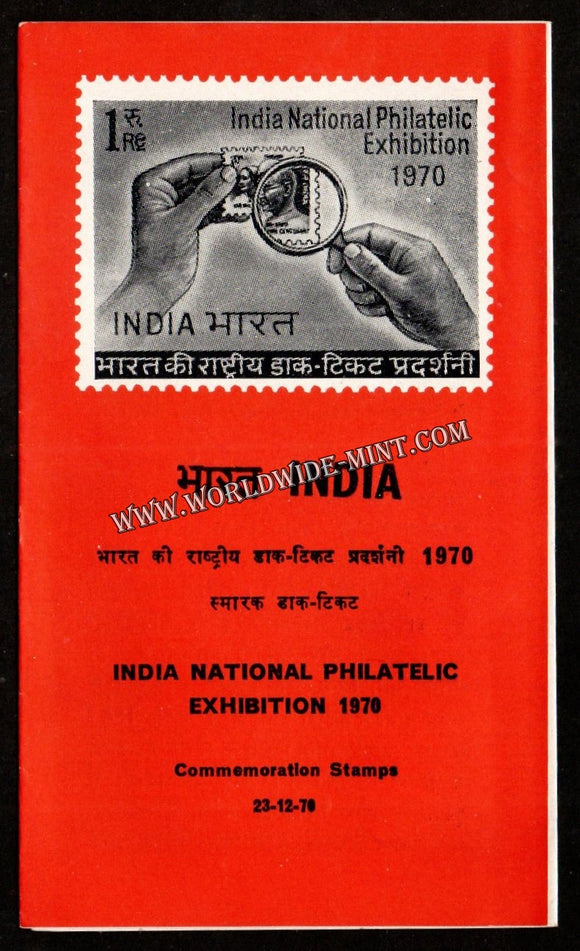 1 रु.
Re
India National Philatelic
Exhibition
1970
INDIA भारत
भारत की राष्ट्रीय डाक-टिकट प्रदर्शनी
भारत INDIA
www.Worldwide-Mint.com
भारत की राष्ट्रीय डाक-टिकट प्रदर्शनी 1970
स्मारक डाक-टिकट
INDIA NATIONAL PHILATELIC
EXHIBITION 1970
Commemoration Stamps
23-12-70